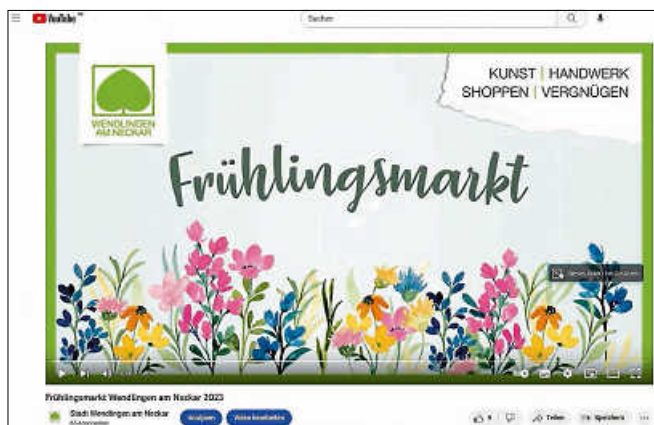 YouTube
Suchen
WENDLINGEN
AM NECKAR
KUNST | HANDWERK
SHOPPEN | VERGNÜGEN
Frühlingsmarkt
Frühlingsmarkt Wendlingen am Neckar 2023
Stadt Wendlingen am Neckar
Analysen
Video bearbeiten
Teilen
Speichern